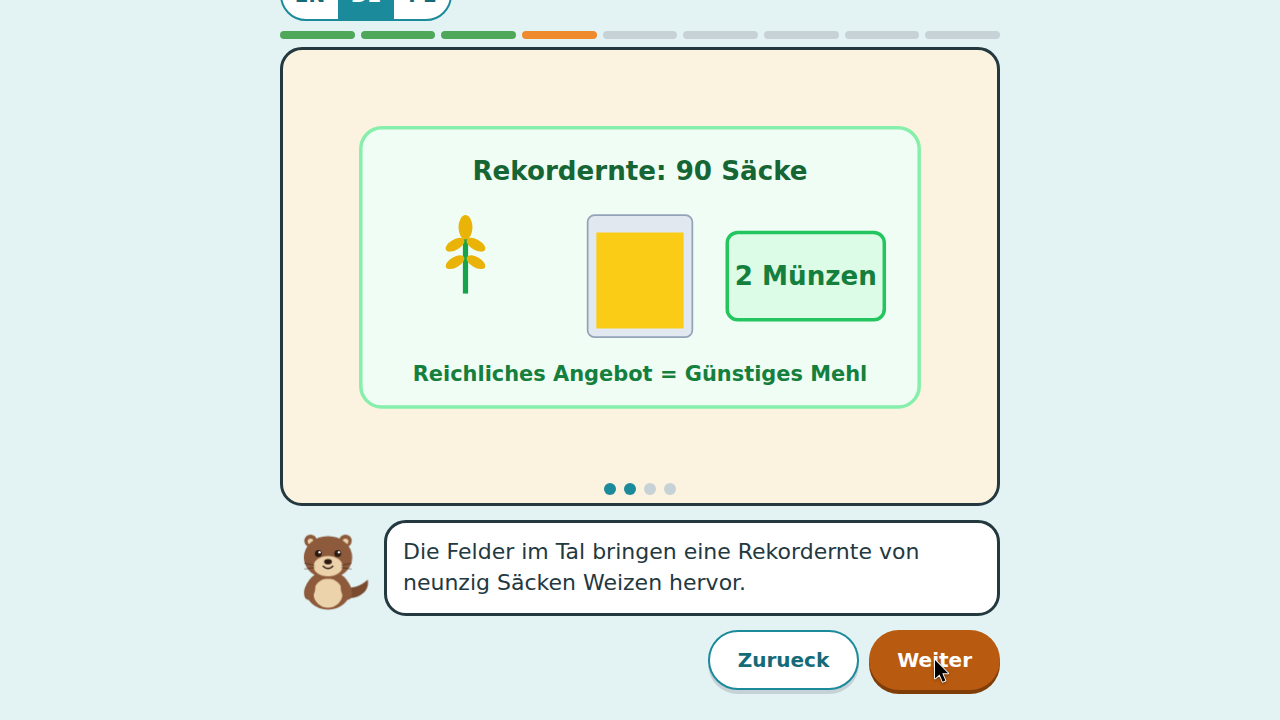 Rekordernte: 90 Säcke
2 Münzen
Reichliches Angebot = Günstiges Mehl
Die Felder im Tal bringen eine Rekordernte von
neunzig Säcken Weizen hervor.
Zurueck
Weiter